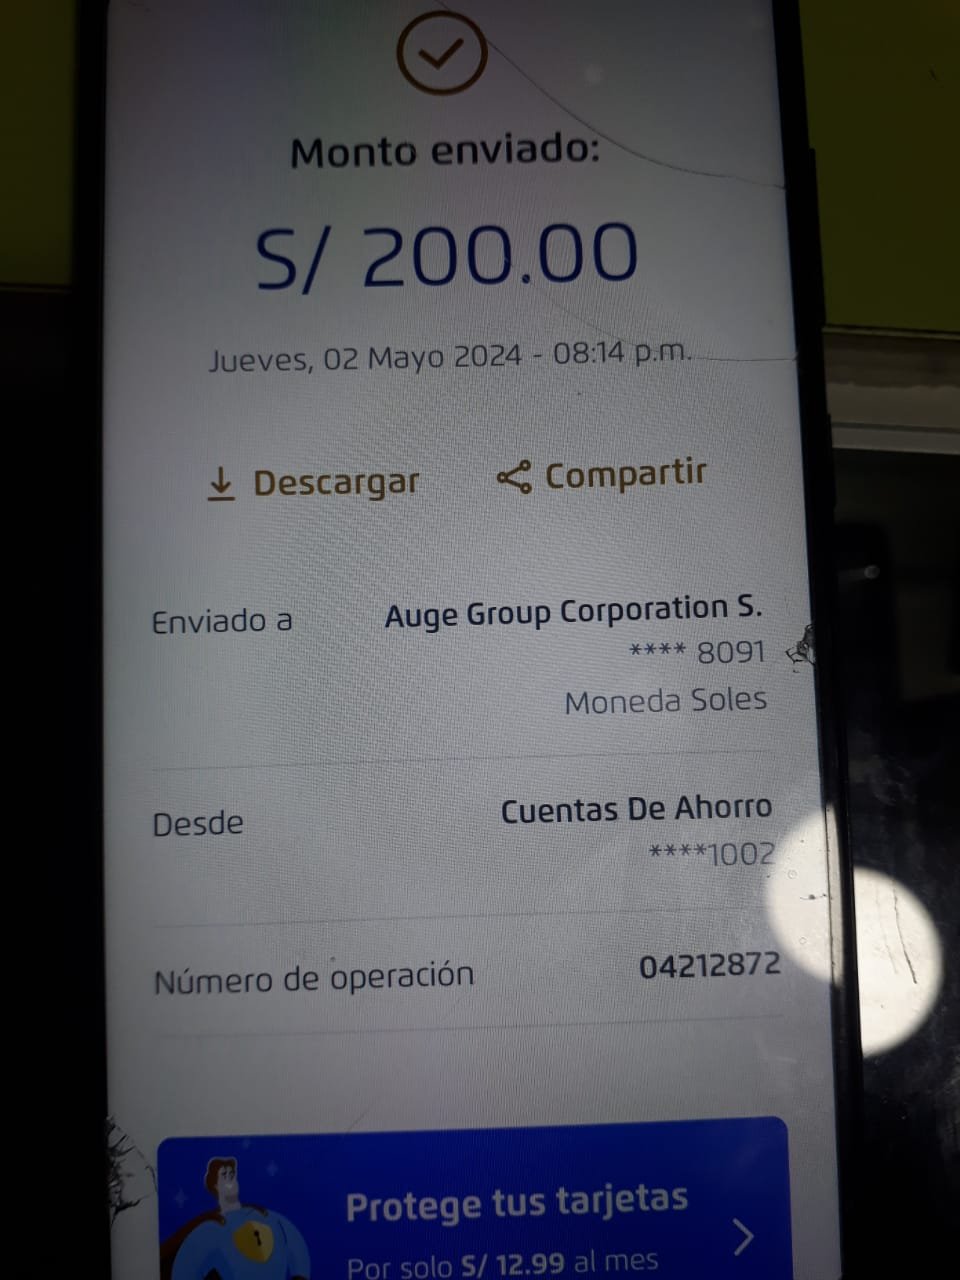 Monto enviado:
S/ 200.00
Jueves, 02 Mayo 2024 - 08:14 p.m.
Descargar Compartir
Enviado a Auge Group Corporation S.
**** 8091
Moneda Soles
Desde Cuentas De Ahorro
****1002
Número de operación 04212872
Protege tus tarjetas
Por solo S/ 12.99 al mes